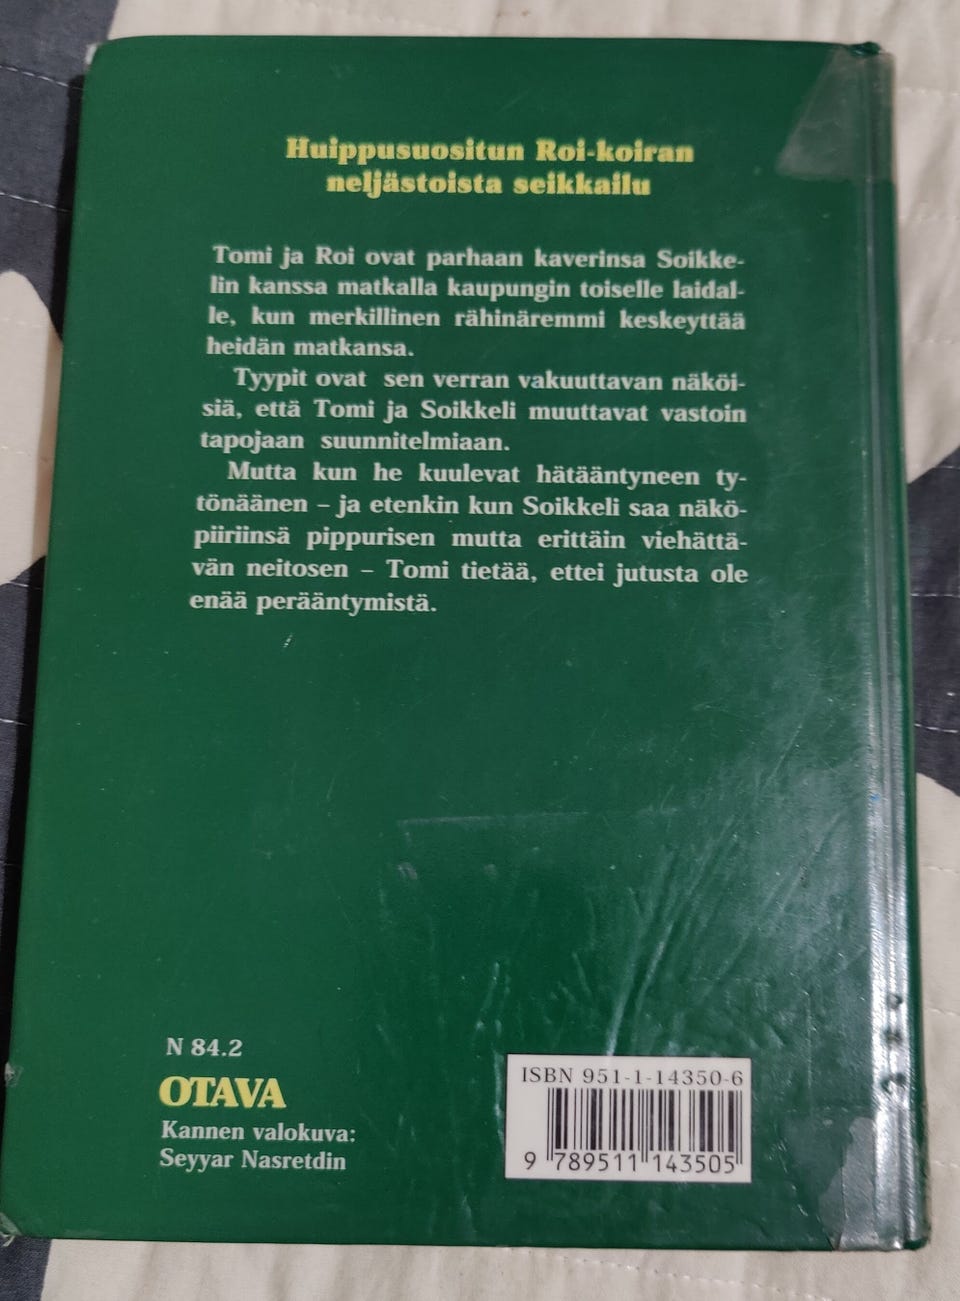 Huippusuositun Roi-koiran
neljästoista seikkailu
Tomi ja Roi ovat parhaan kaverinsa Soikke-
lin kanssa matkalla kaupungin toiselle laidal-
le, kun merkillinen rähinäremmi keskeyttää
heidän matkansa.
Tyypit ovat sen verran vakuuttavan näköi-
siä, että Tomi ja Soikkeli muuttavat vastoin
tapojaan suunnitelmiaan.
Mutta kun he kuulevat hätääntyneen ty-
tönäänen – ja etenkin kun Soikkeli saa näkö-
piiriinsä pippurisen mutta erittäin viehättä-
vän neitosen – Tomi tietää, ettei jutusta ole
enää perääntymistä.
N 84.2
OTAVA
Kannen valokuva:
Seyyar Nasretdin
ISBN 951-1-14350-6
9 789511 143505